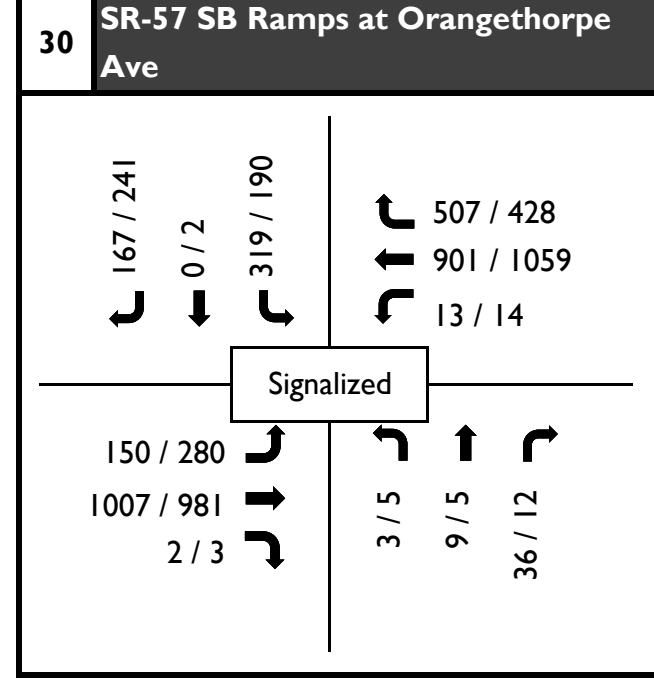 30
SR-57 SB Ramps at Orangethorpe
Ave
167 / 241
0 / 2
319 / 190
507 / 428
901 / 1059
13 / 14
Signalized
150 / 280
1007 / 981
2 / 3
3 / 5
9 / 5
36 / 12